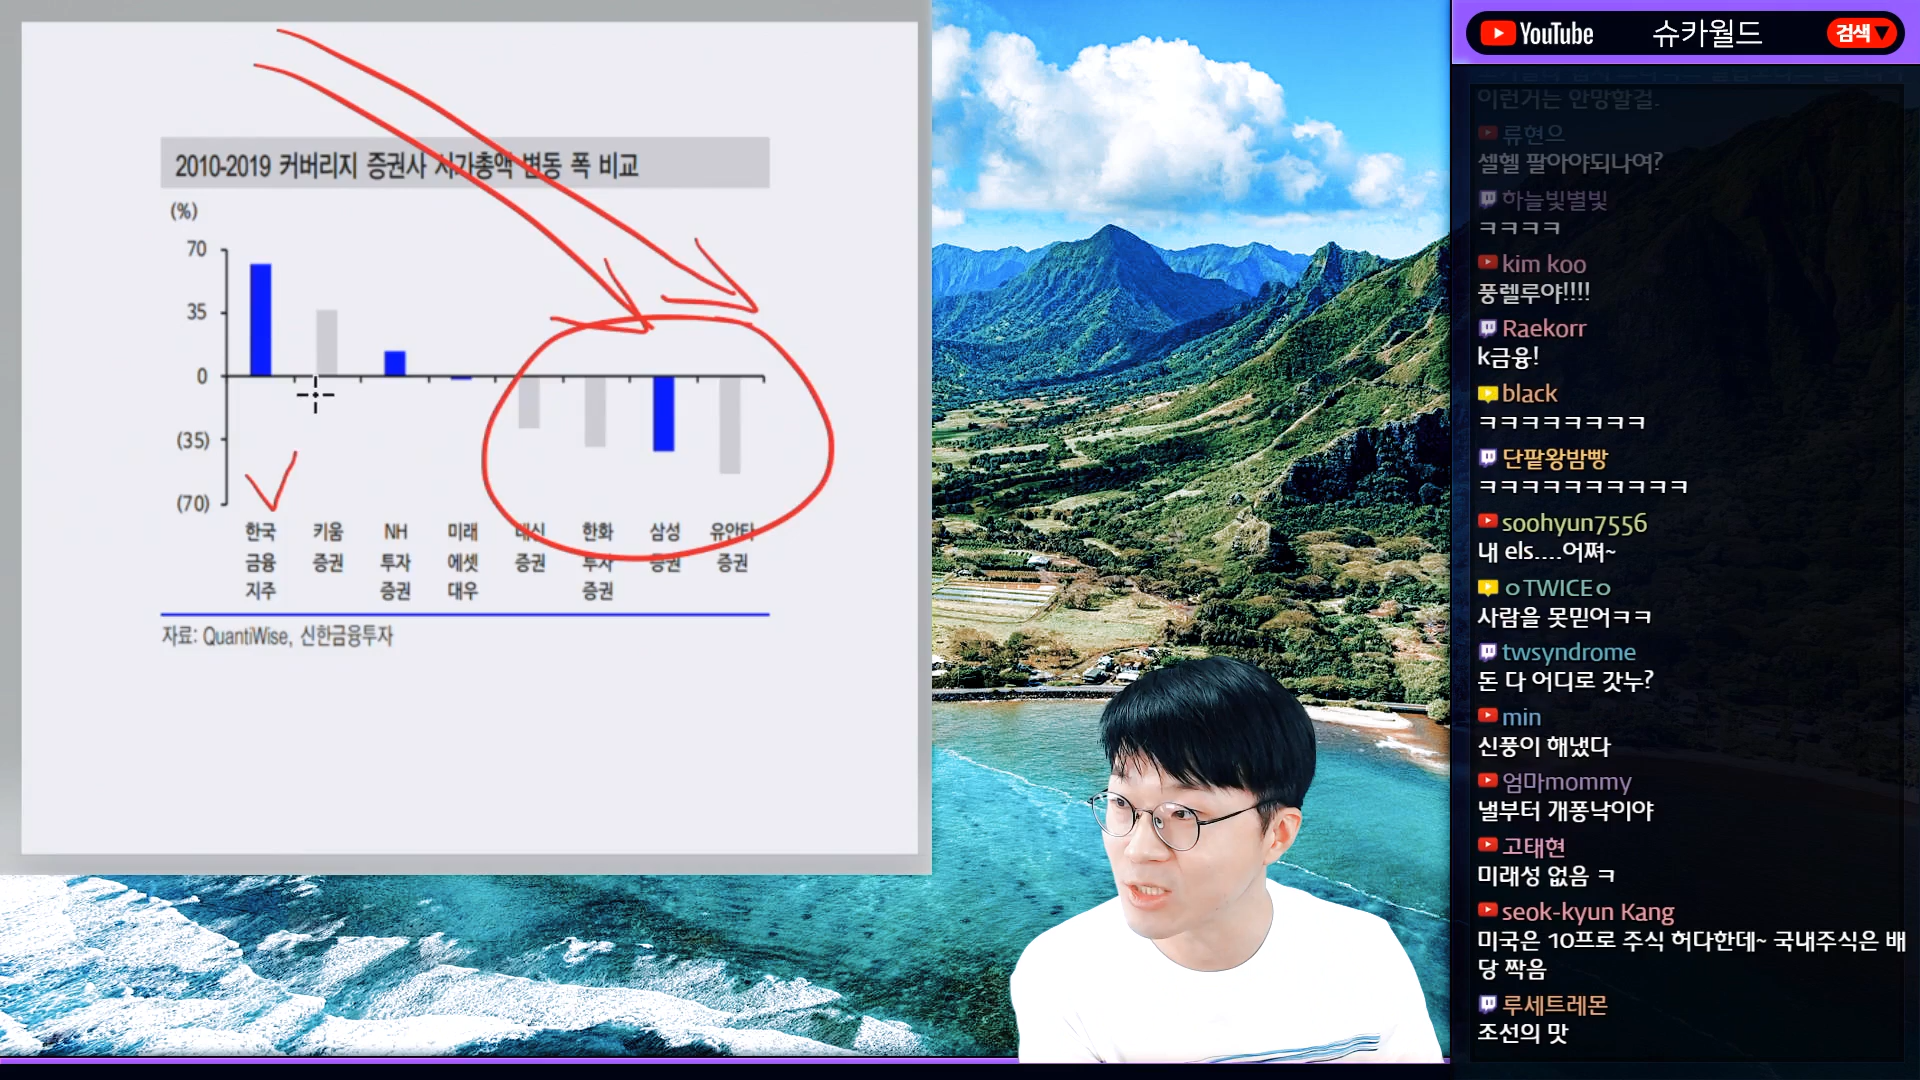 2010-2019 커버리지 증권사 시가총액 변동 폭 비교
(%)
70
35
0
(35)
(70)
한국 금융 지주
키움 증권
NH 투자 증권
미래 에셋 대우
대신 증권
한화 투자 증권
삼성 증권
유안타 증권
자료: QuantiWise, 신한금융투자
YouTube 슈카월드 검색▼
이런거는 안망할걸.
류현으
셀헬 팔아야되나여?
하늘빛별빛
ㅋㅋㅋㅋ
kim koo
풍렐루야!!!!
Raekorr
k금융!
black
ㅋㅋㅋㅋㅋㅋㅋㅋ
단팥왕밤빵
ㅋㅋㅋㅋㅋㅋㅋㅋㅋㅋ
soohyun7556
내 els....어쩌~
ㅇTWICEㅇ
사람을 못믿어ㅋㅋ
twsyndrome
돈 다 어디로 갓누?
min
신풍이 해냈다
엄마mommy
낼부터 개퐁낙이야
고태현
미래성 없음 ㅋ
seok-kyun Kang
미국은 10프로 주식 허다한데~ 국내주식은 배
당 짝음
루세트레몬
조선의 맛